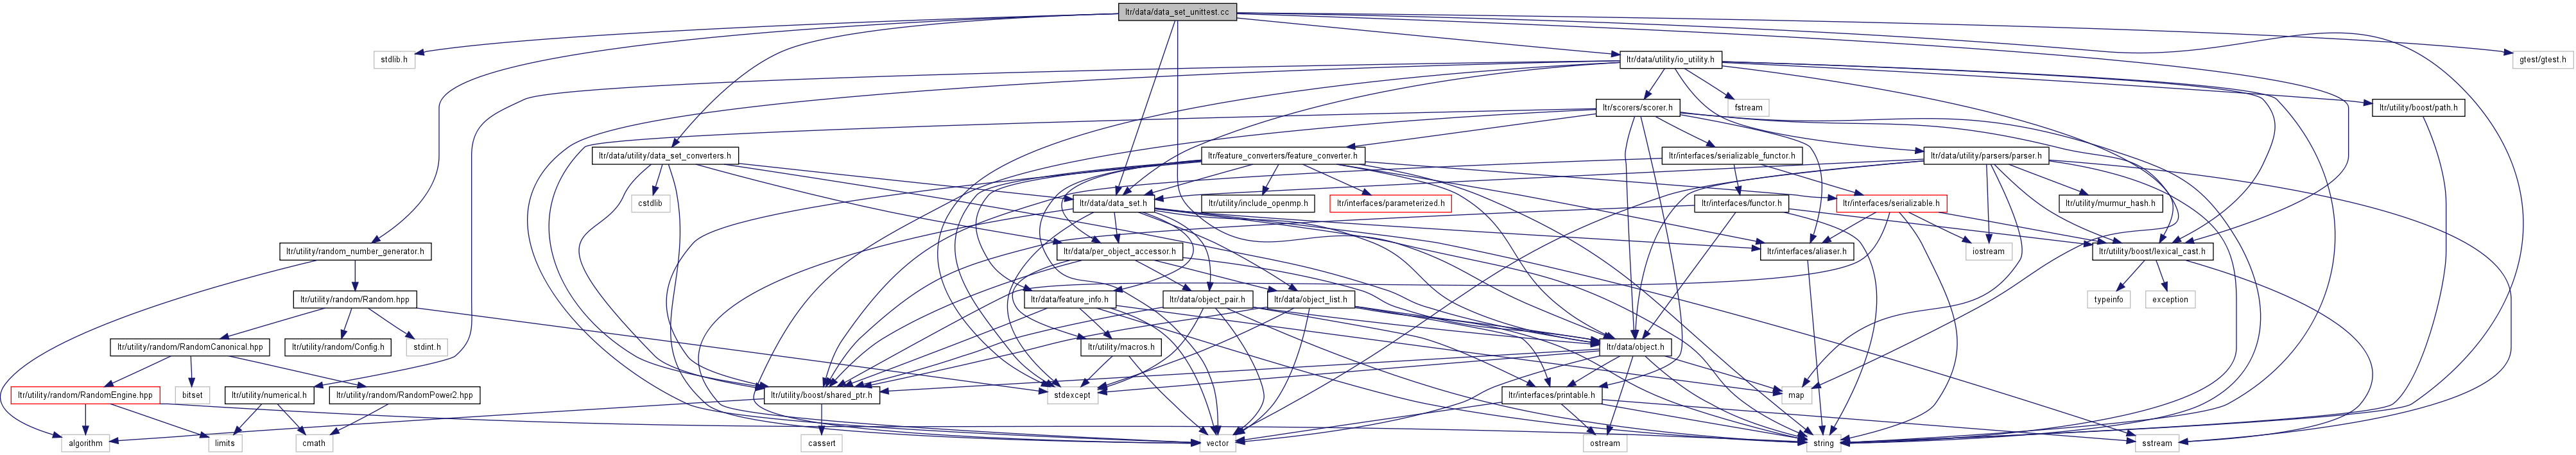 ltr/data/data_set_unittest.cc
stdlib.h
ltr/data/utility/io_utility.h
gtest/gtest.h
ltr/scorers/scorer.h
fstream
ltr/utility/boost/path.h
ltr/data/utility/data_set_converters.h
ltr/feature_converters/feature_converter.h
ltr/interfaces/serializable_functor.h
ltr/data/utility/parsers/parser.h
cstdlib
ltr/data/data_set.h
ltr/utility/include_openmp.h
ltr/interfaces/parameterized.h
ltr/interfaces/functor.h
ltr/interfaces/serializable.h
ltr/utility/murmur_hash.h
ltr/utility/random_number_generator.h
ltr/data/per_object_accessor.h
ltr/interfaces/aliaser.h
iostream
ltr/utility/boost/lexical_cast.h
ltr/utility/random/Random.hpp
ltr/data/feature_info.h
ltr/data/object_pair.h
ltr/data/object_list.h
typeinfo
exception
ltr/utility/random/RandomCanonical.hpp
ltr/utility/random/Config.h
stdint.h
ltr/utility/macros.h
ltr/data/object.h
ltr/utility/random/RandomEngine.hpp
bitset
ltr/utility/numerical.h
ltr/utility/random/RandomPower2.hpp
ltr/utility/boost/shared_ptr.h
stdexcept
ltr/interfaces/printable.h
map
algorithm
limits
cmath
cassert
vector
ostream
string
sstream